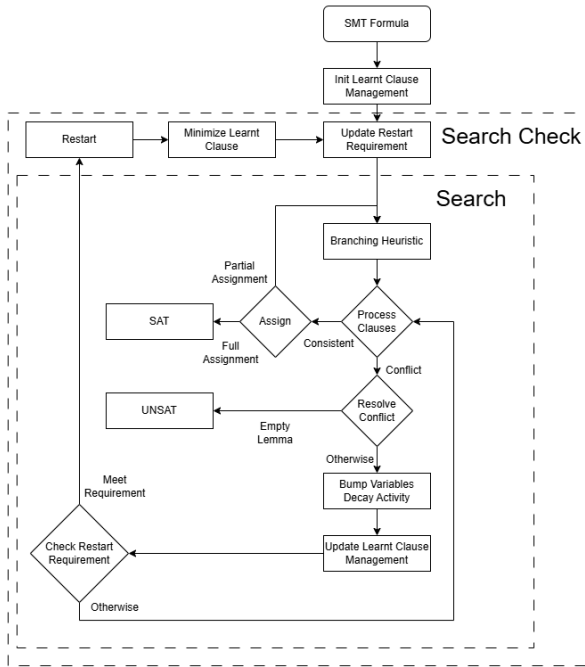 SMT Formula
Init Learnt Clause
Management
Restart
Minimize Learnt
Clause
Update Restart
Requirement
Search Check
Search
Branching Heuristic
Partial
Assignment
SAT
Assign
Process
Clauses
Full
Assignment
Consistent
Conflict
UNSAT
Resolve
Conflict
Empty
Lemma
Otherwise
Meet
Requirement
Bump Variables
Decay Activity
Check Restart
Requirement
Update Learnt Clause
Management
Otherwise